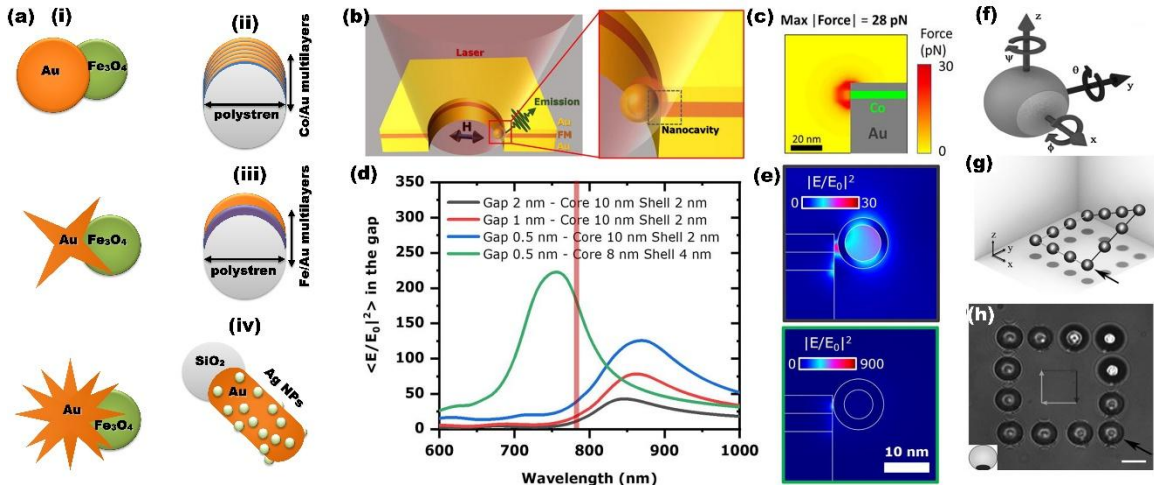 (a) (i)
Au
Fe₃O₄
Au
Fe₃O₄
Au
Fe₃O₄
(ii)
polystren
Co/Au multilayers
(iii)
polystren
Fe/Au multilayers
(iv)
SiO₂
Au
Ag NPs
(b)
Laser
Emission
H
Au
FM
Au
Nanocavity
(c)
Max |Force| = 28 pN
Force
(pN)
30
0
Co
Au
20 nm
(d)
350
300
250
200
150
100
50
0
<E/E₀|²> in the gap
Gap 2 nm - Core 10 nm Shell 2 nm
Gap 1 nm - Core 10 nm Shell 2 nm
Gap 0.5 nm - Core 10 nm Shell 2 nm
Gap 0.5 nm - Core 8 nm Shell 4 nm
600 700 800 900 1000
Wavelength (nm)
(e)
|E/E₀|²
0 30
|E/E₀|²
0 900
10 nm
(f)
z
ψ
θ
y
x
ϕ
(g)
z
y
x
(h)